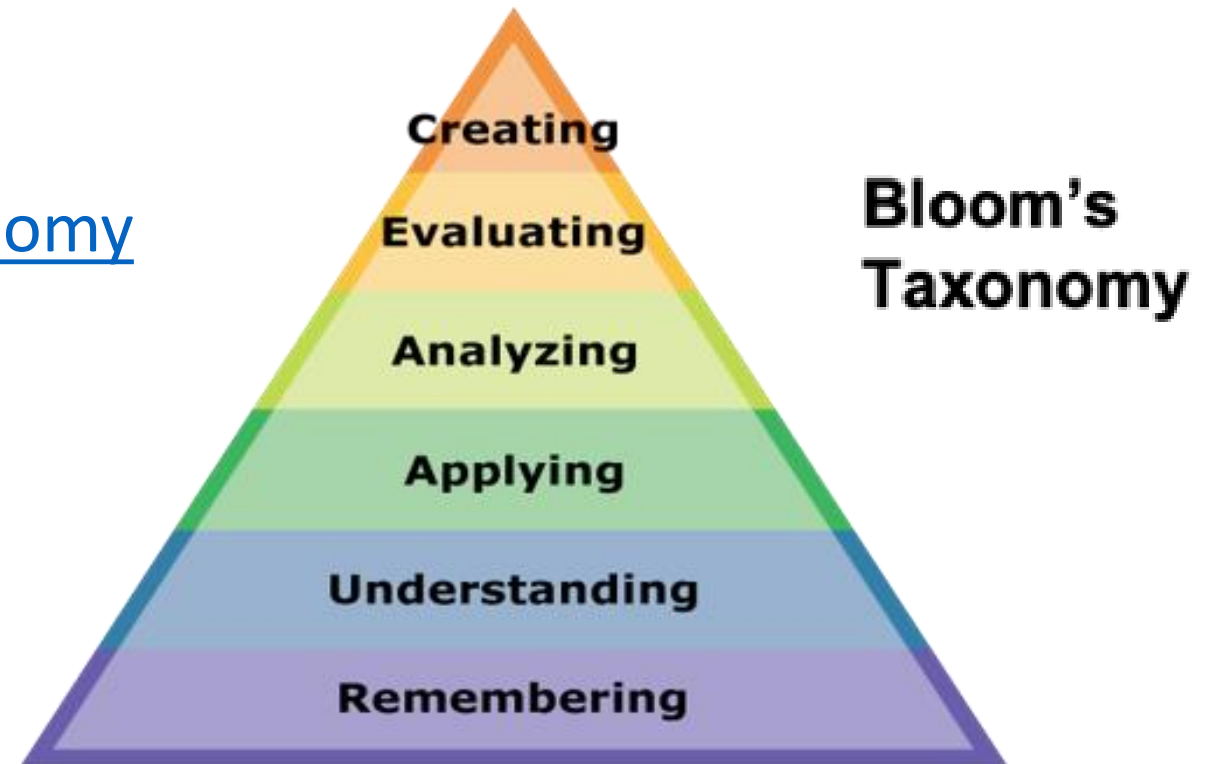 Creating
omy
Evaluating
Bloom's
Taxonomy
Analyzing
Applying
Understanding
Remembering